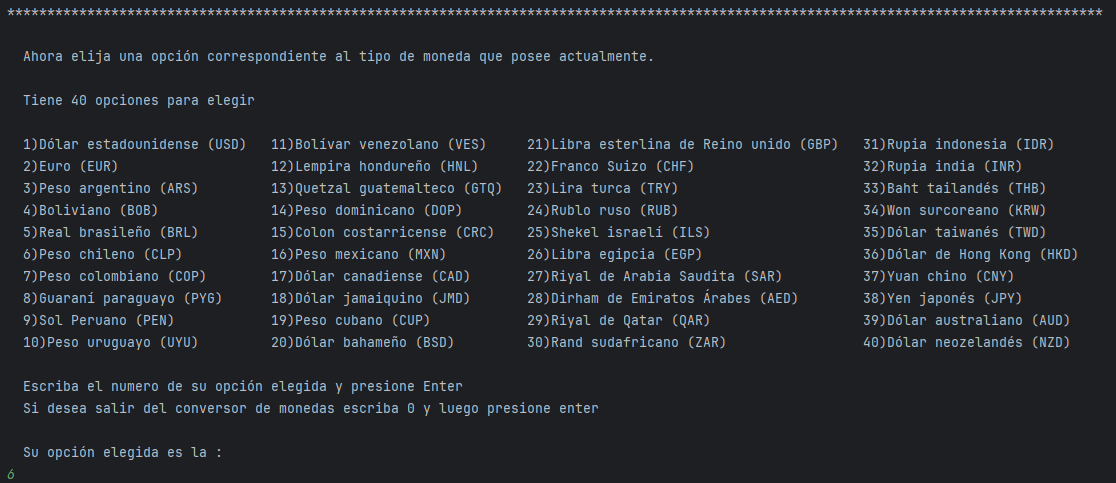 *****************************************************************************************************************************************
Ahora elija una opción correspondiente al tipo de moneda que posee actualmente.
Tiene 40 opciones para elegir
1)Dólar estadounidense (USD)   11)Bolívar venezolano (VES)     21)Libra esterlina de Reino unido (GBP)   31)Rupia indonesia (IDR)
2)Euro (EUR)                   12)Lempira hondureño (HNL)      22)Franco Suizo (CHF)                     32)Rupia india (INR)
3)Peso argentino (ARS)         13)Quetzal guatemalteco (GTQ)   23)Lira turca (TRY)                       33)Baht tailandés (THB)
4)Boliviano (BOB)              14)Peso dominicano (DOP)        24)Rublo ruso (RUB)                       34)Won surcoreano (KRW)
5)Real brasileño (BRL)         15)Colon costarricense (CRC)    25)Shekel israelí (ILS)                   35)Dólar taiwanés (TWD)
6)Peso chileno (CLP)           16)Peso mexicano (MXN)          26)Libra egipcia (EGP)                    36)Dólar de Hong Kong (HKD)
7)Peso colombiano (COP)        17)Dólar canadiense (CAD)       27)Riyal de Arabia Saudita (SAR)          37)Yuan chino (CNY)
8)Guaraní paraguayo (PYG)      18)Dólar jamaiquino (JMD)       28)Dirham de Emiratos Árabes (AED)        38)Yen japonés (JPY)
9)Sol Peruano (PEN)            19)Peso cubano (CUP)            29)Riyal de Qatar (QAR)                   39)Dólar australiano (AUD)
10)Peso uruguayo (UYU)         20)Dólar bahameño (BSD)         30)Rand sudafricano (ZAR)                 40)Dólar neozelandés (NZD)
Escriba el numero de su opción elegida y presione Enter
Si desea salir del conversor de monedas escriba 0 y luego presione enter
Su opción elegida es la :
ó